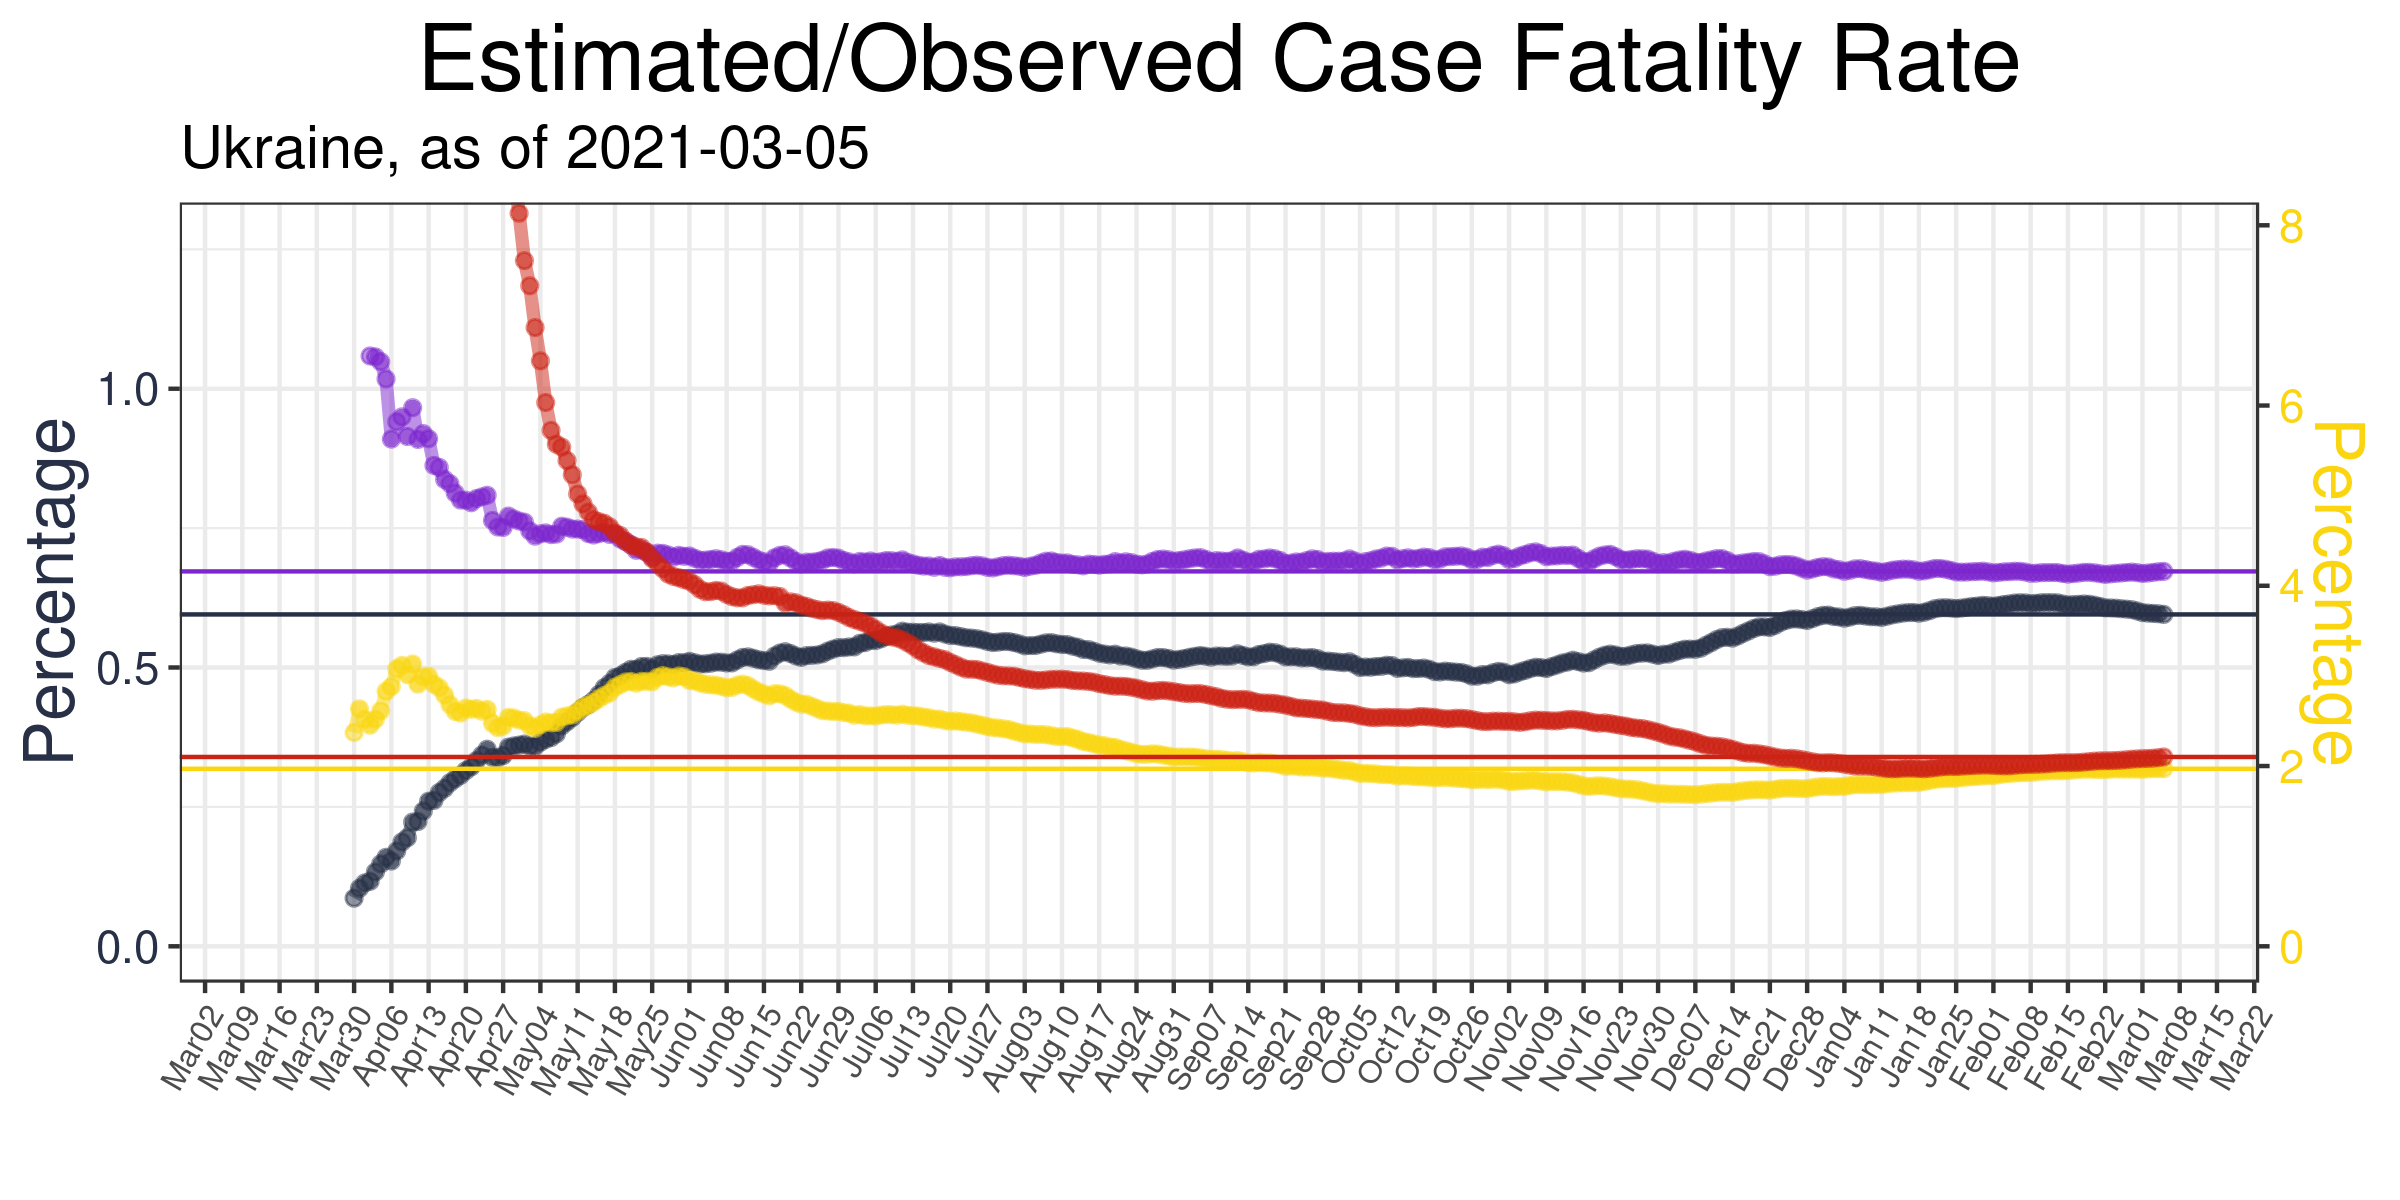 Estimated/Observed Case Fatality Rate
Ukraine, as of 2021-03-05
Percentage
1.0
0.5
0.0
8
6
4
2
0
Percentage
Mar02
Mar09
Mar16
Mar23
Mar30
Apr06
Apr13
Apr20
Apr27
May04
May11
May18
May25
Jun01
Jun08
Jun15
Jun22
Jun29
Jul06
Jul13
Jul20
Jul27
Aug03
Aug10
Aug17
Aug24
Aug31
Sep07
Sep14
Sep21
Sep28
Oct05
Oct12
Oct19
Oct26
Nov02
Nov09
Nov16
Nov23
Nov30
Dec07
Dec14
Dec21
Dec28
Jan04
Jan11
Jan18
Jan25
Feb01
Feb08
Feb15
Feb22
Mar01
Mar08
Mar15
Mar22